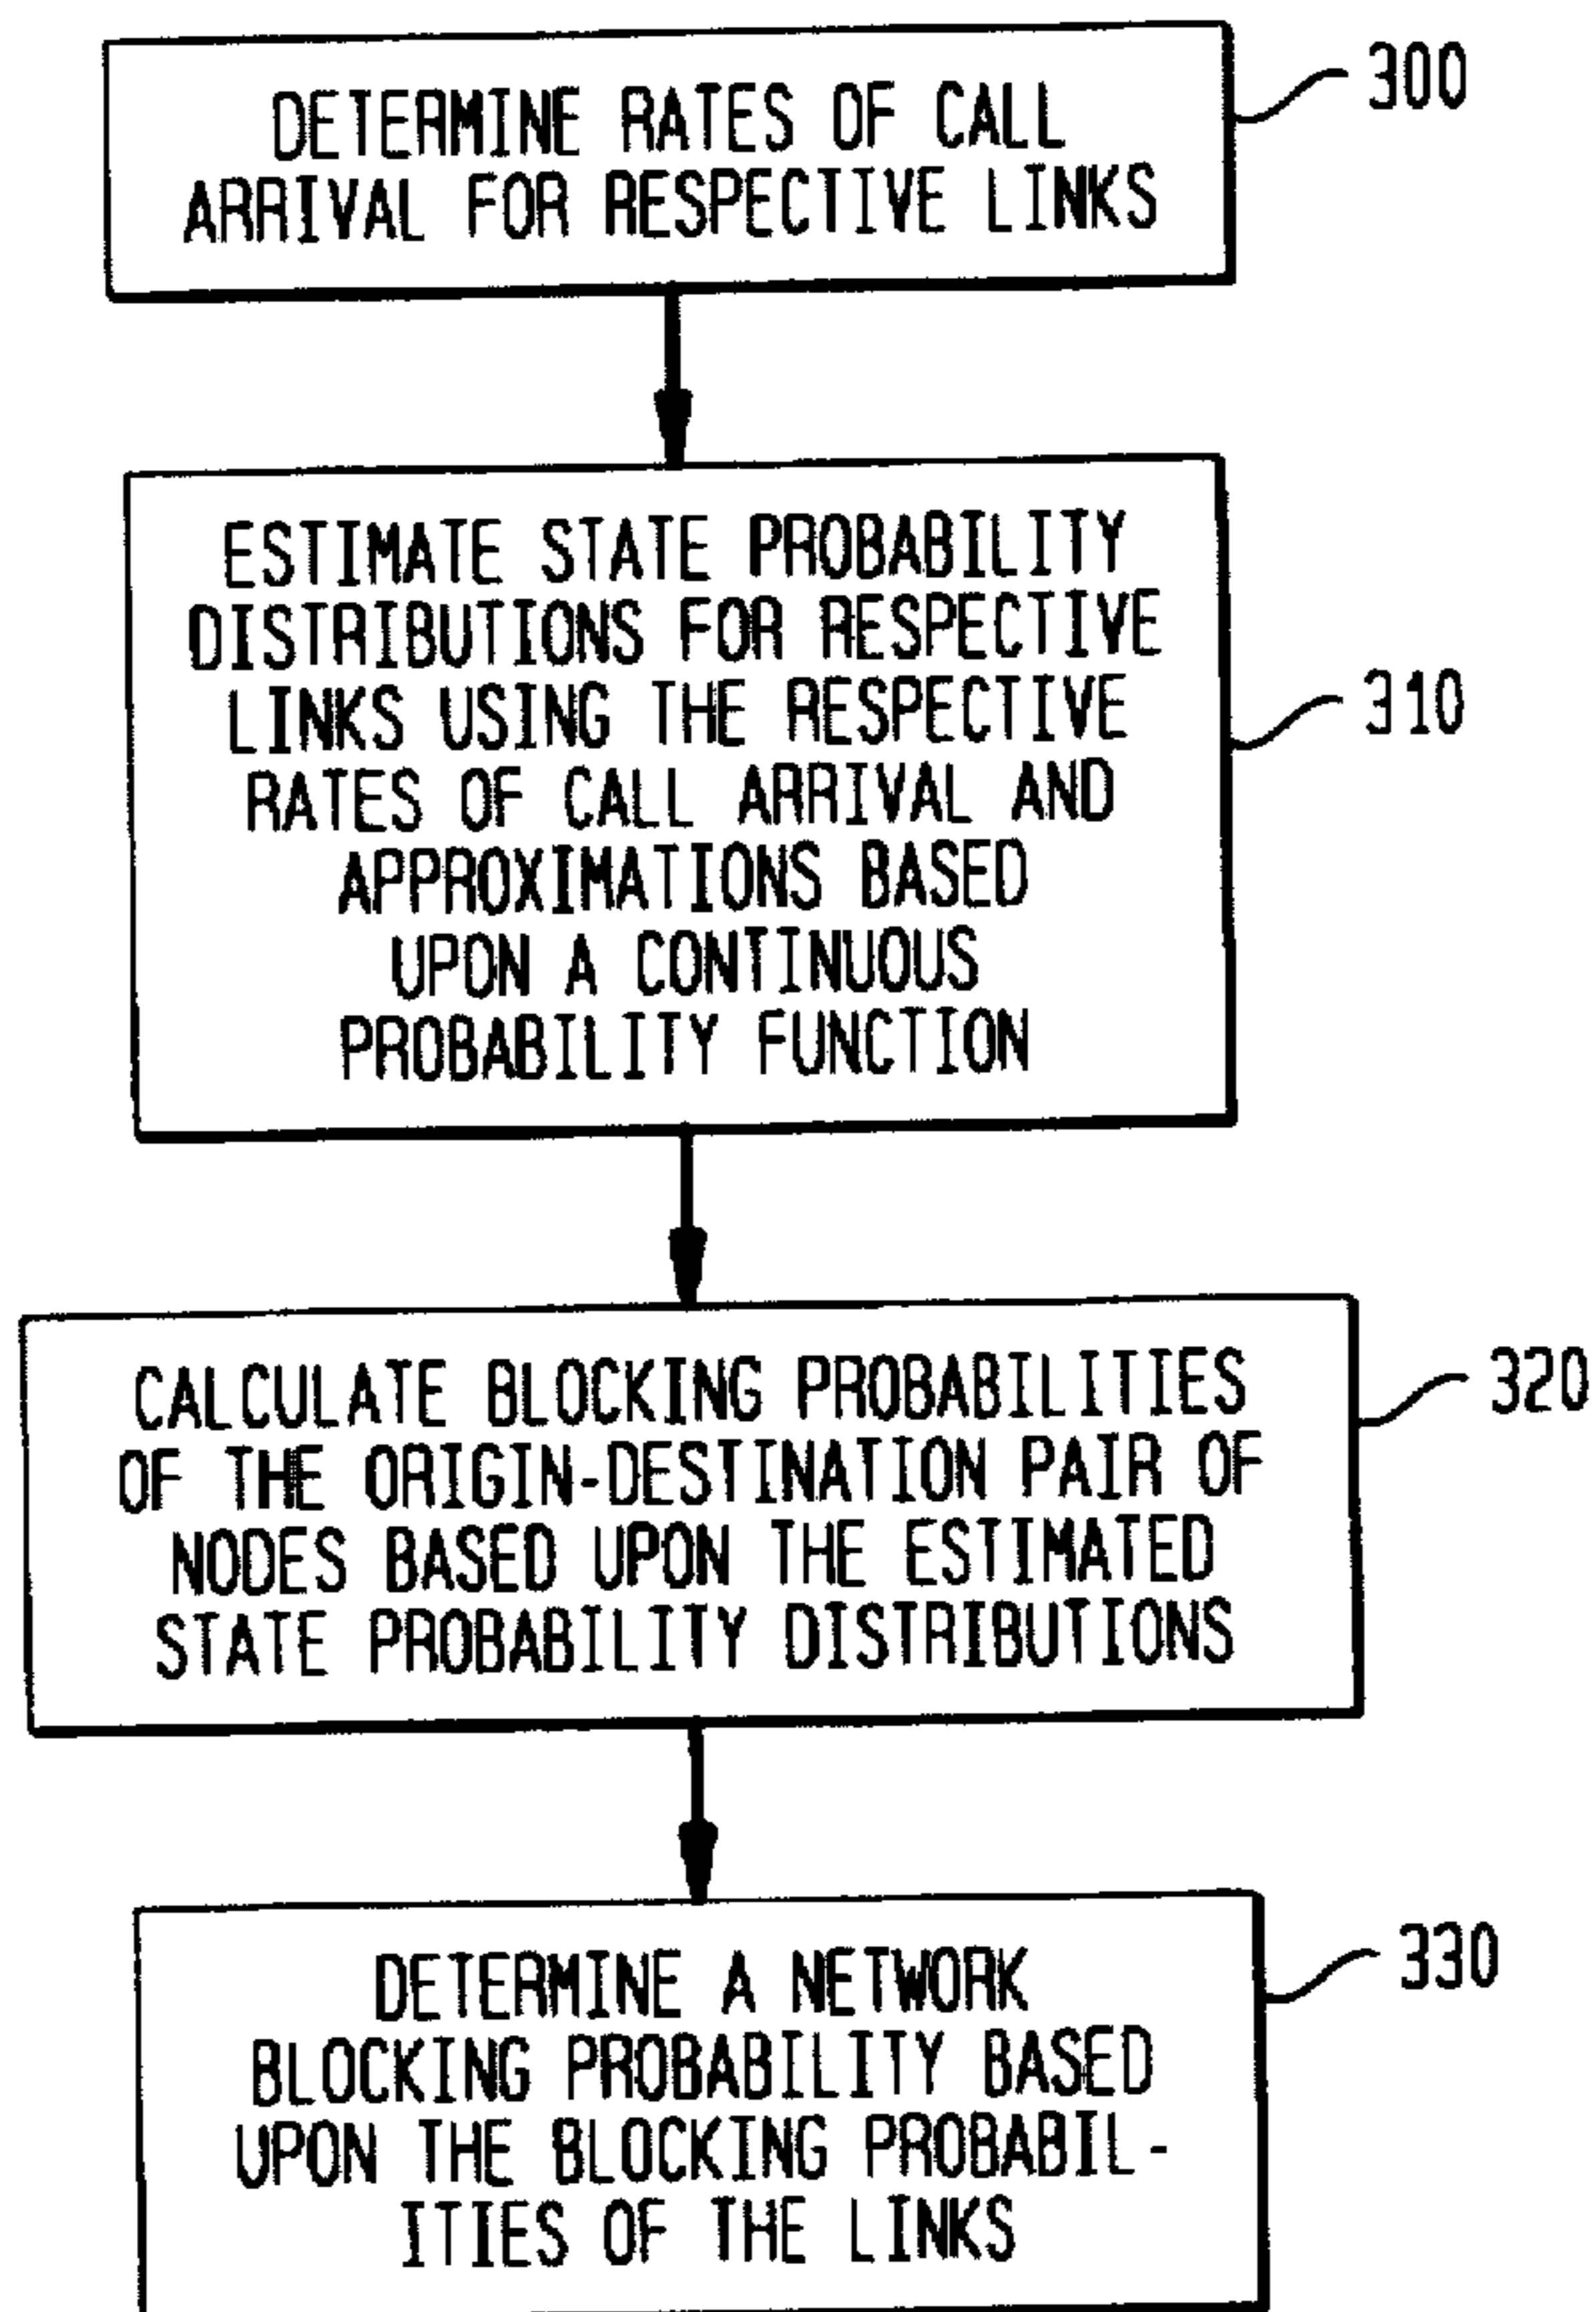 DETERMINE RATES OF CALL
ARRIVAL FOR RESPECTIVE LINKS
300
ESTIMATE STATE PROBABILITY
DISTRIBUTIONS FOR RESPECTIVE
LINKS USING THE RESPECTIVE
RATES OF CALL ARRIVAL AND
APPROXIMATIONS BASED
UPON A CONTINUOUS
PROBABILITY FUNCTION
310
CALCULATE BLOCKING PROBABILITIES
OF THE ORIGIN-DESTINATION PAIR OF
NODES BASED UPON THE ESTIMATED
STATE PROBABILITY DISTRIBUTIONS
320
DETERMINE A NETWORK
BLOCKING PROBABILITY BASED
UPON THE BLOCKING PROBABIL-
ITIES OF THE LINKS
330